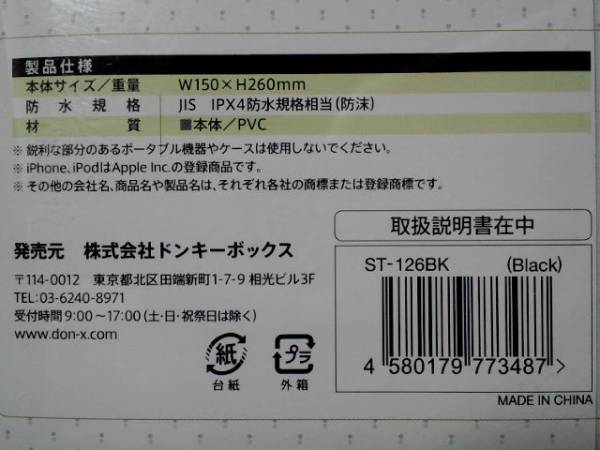 製品仕様
本体サイズ／重量 W150×H260mm
防水規格 JIS IPX4防水規格相当(防沫)
材質 ■本体／PVC
※ 鋭利な部分のあるポータブル機器やケースは使用しないでください。
※ iPhone、iPodはApple Inc.の登録商標です。
※ その他の会社名、商品名や製品名は、それぞれ各社の商標または登録商標です。
発売元 株式会社ドンキーボックス
〒114-0012 東京都北区田端新町1-7-9 相光ビル3F
TEL:03-6240-8971
受付時間 9:00～17:00(土・日・祝祭日は除く)
www.don-x.com
紙
台紙
プラ
外箱
取扱説明書在中
ST-126BK (Black)
4 580179 773487 >
MADE IN CHINA